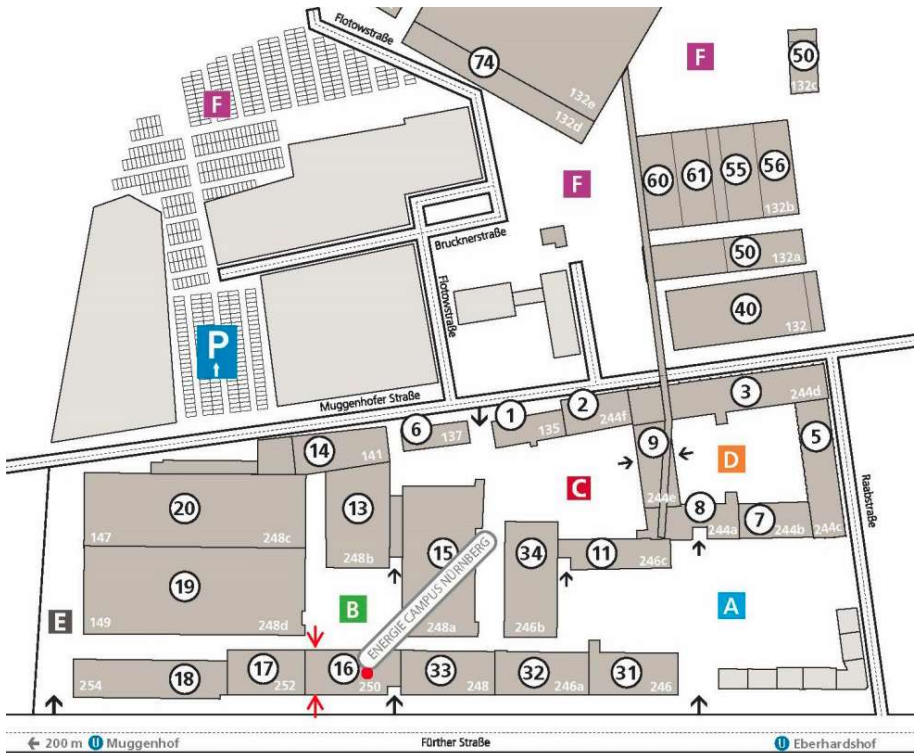 Flotowstraße
74
132e
132d
F
50
132c
F
F
60
61
55
56
132b
Brucknerstraße
Flotowstraße
50
132a
40
132
P
Muggenhofer Straße
3
244d
1
135
2
244f
6
137
5
9
244e
D
14
141
C
Raabstraße
20
147
248c
13
248b
8
244a
7
244b
244c
15
34
11
246c
ENERGIE CAMPUS NÜRNBERG
19
149
248d
B
248a
246b
A
E
18
254
17
252
16
250
33
248
32
246a
31
246
← 200 m U Muggenhof
Fürther Straße
U Eberhardshof